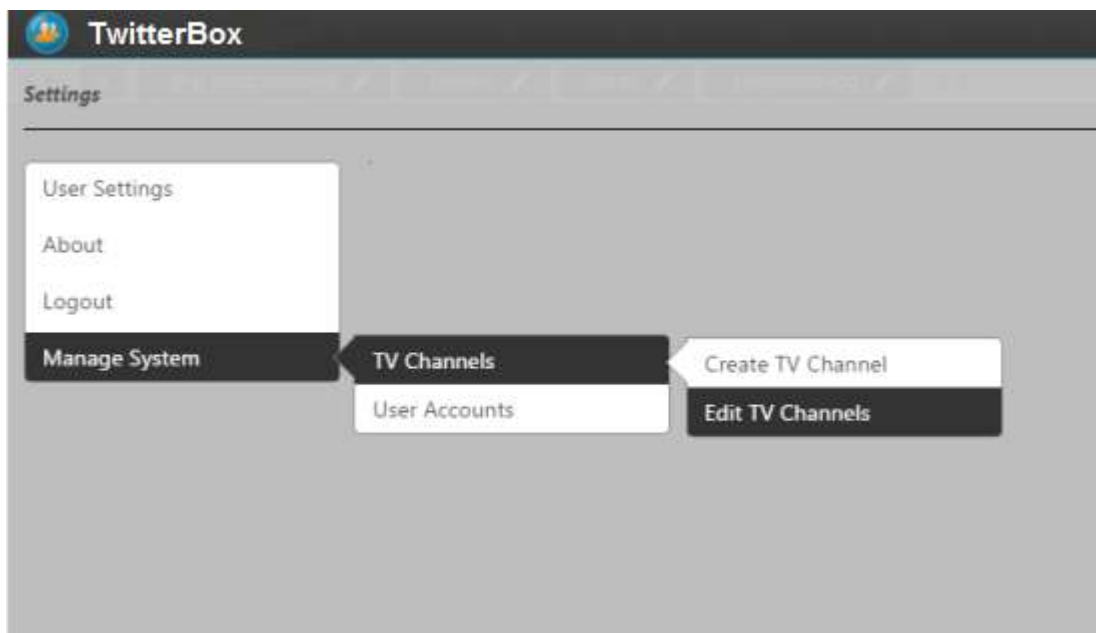 TwitterBox
Settings
User Settings
About
Logout
Manage System
TV Channels
User Accounts
Create TV Channel
Edit TV Channels